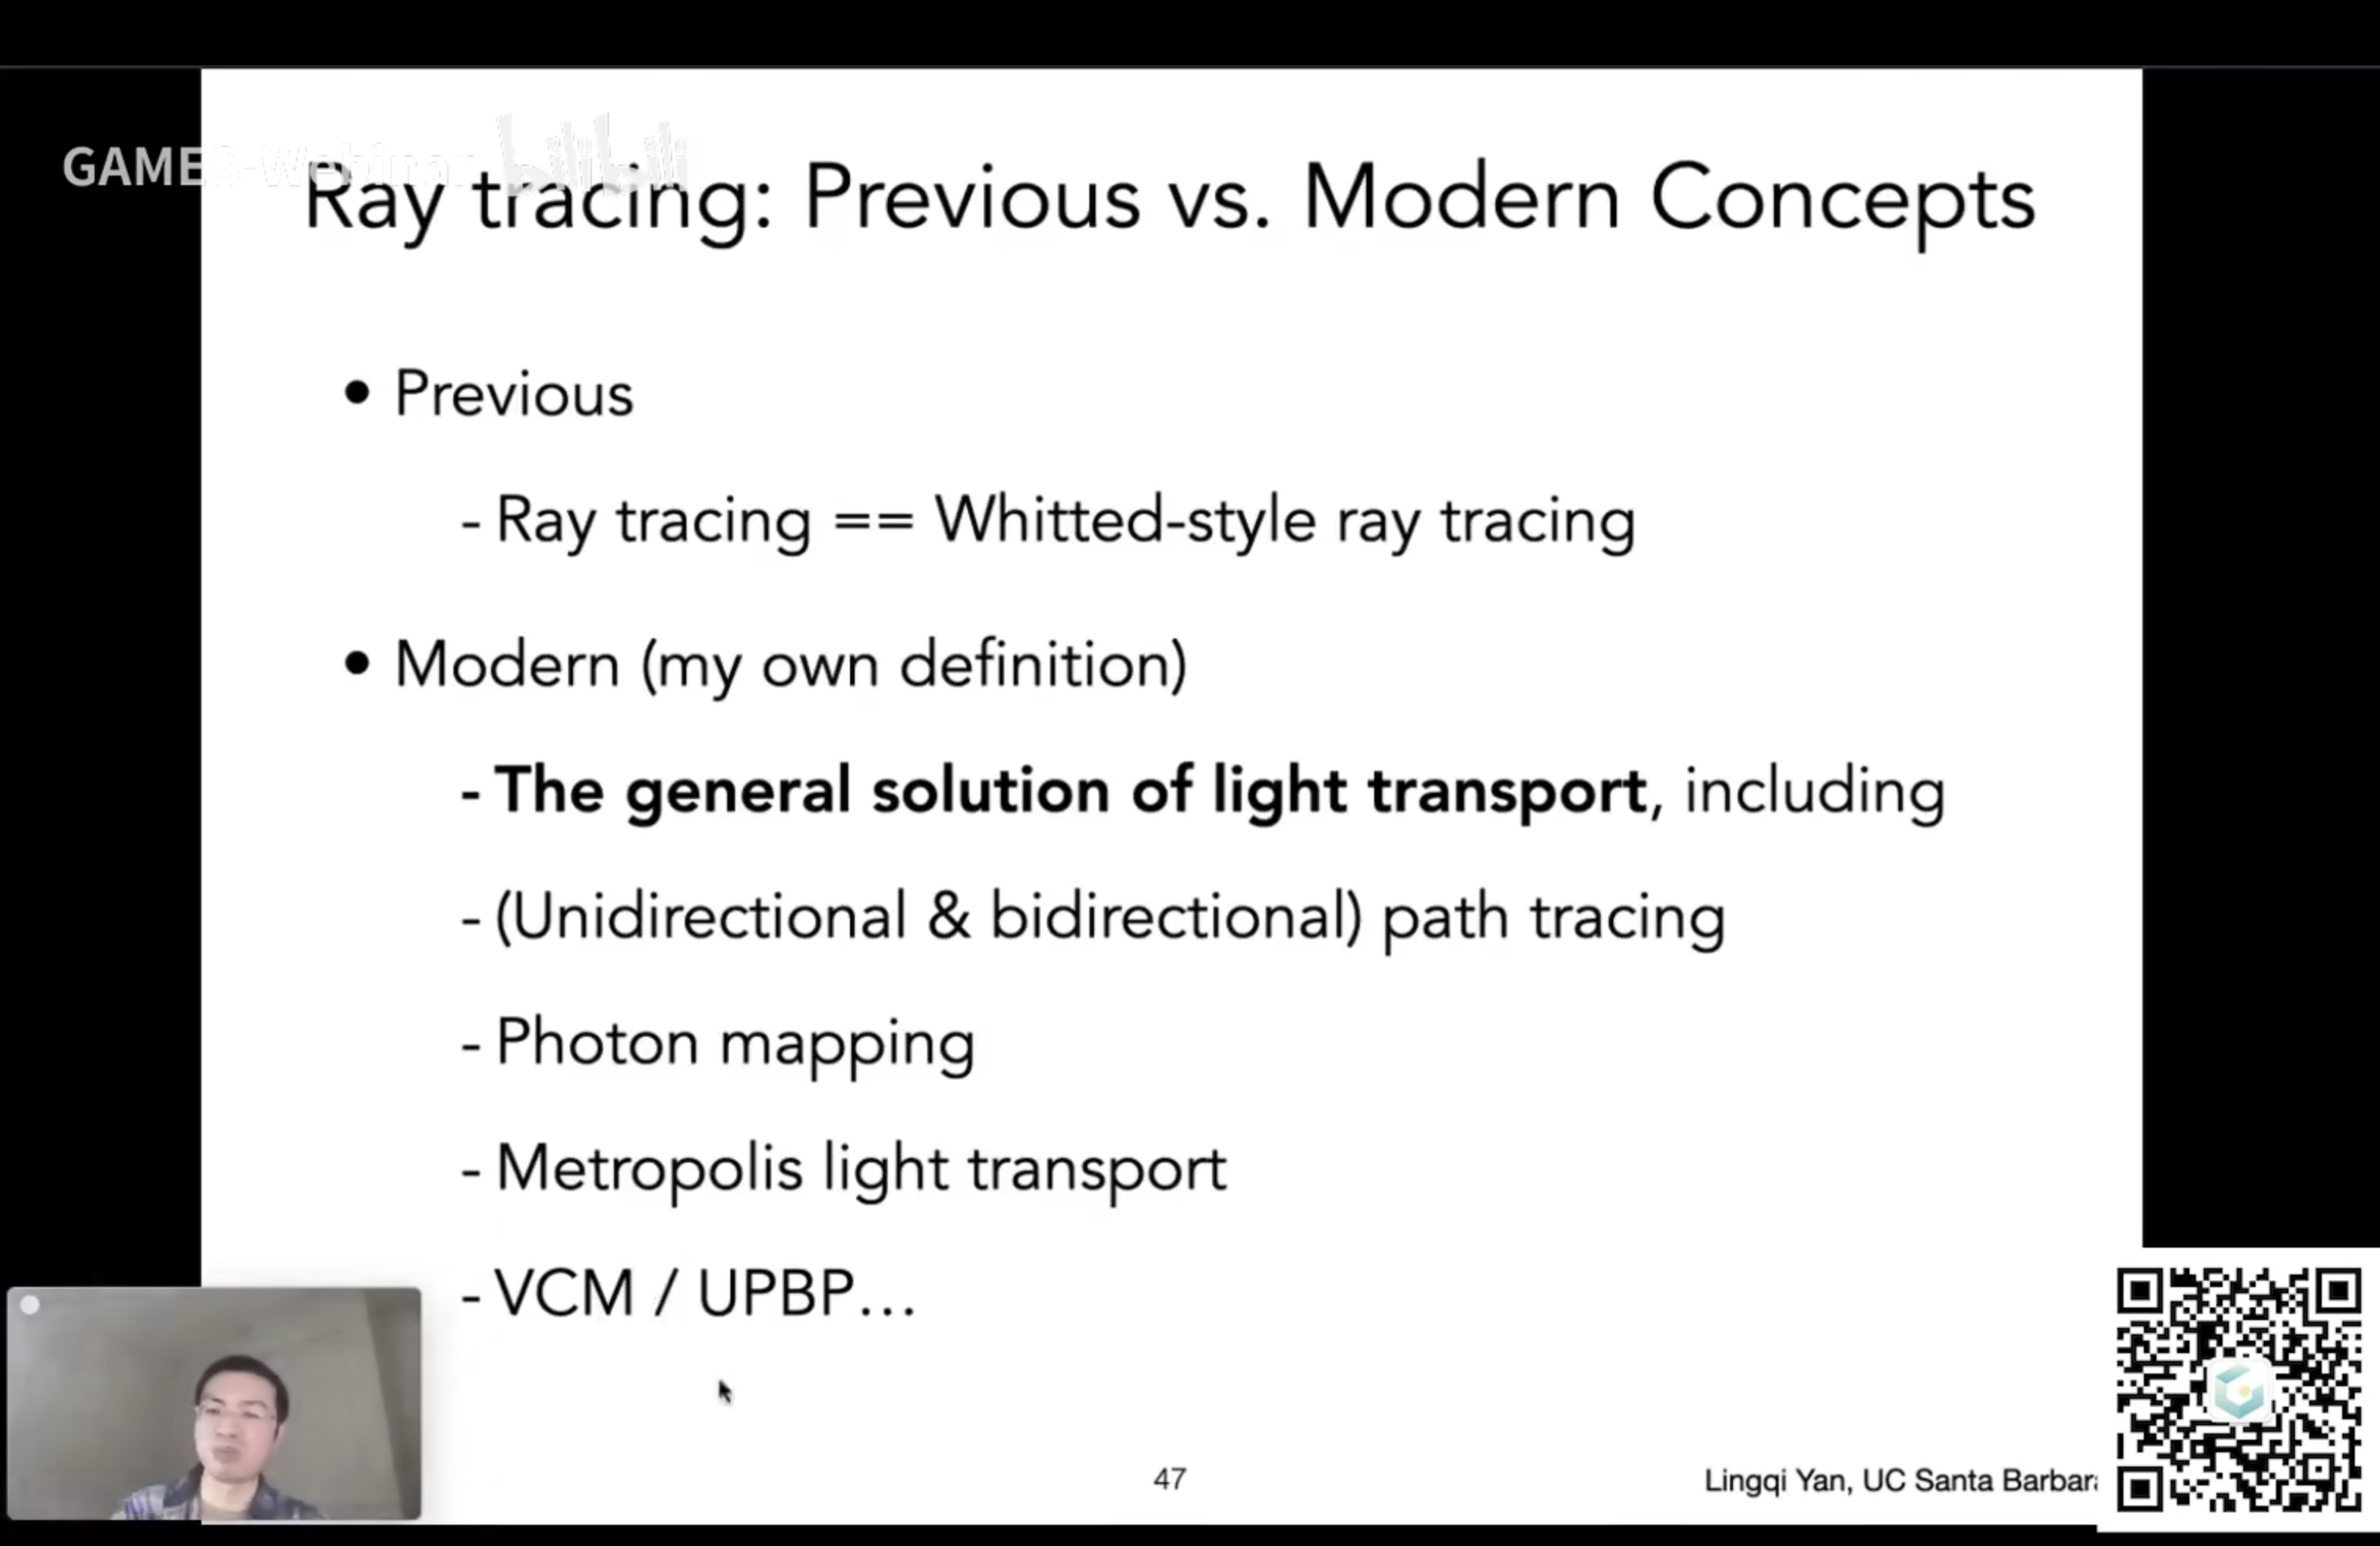 GAMES-Webinar bilibili
Ray tracing: Previous vs. Modern Concepts
• Previous
- Ray tracing == Whitted-style ray tracing
• Modern (my own definition)
- The general solution of light transport, including
- (Unidirectional & bidirectional) path tracing
- Photon mapping
- Metropolis light transport
- VCM / UPBP...
47
Lingqi Yan, UC Santa Barbara